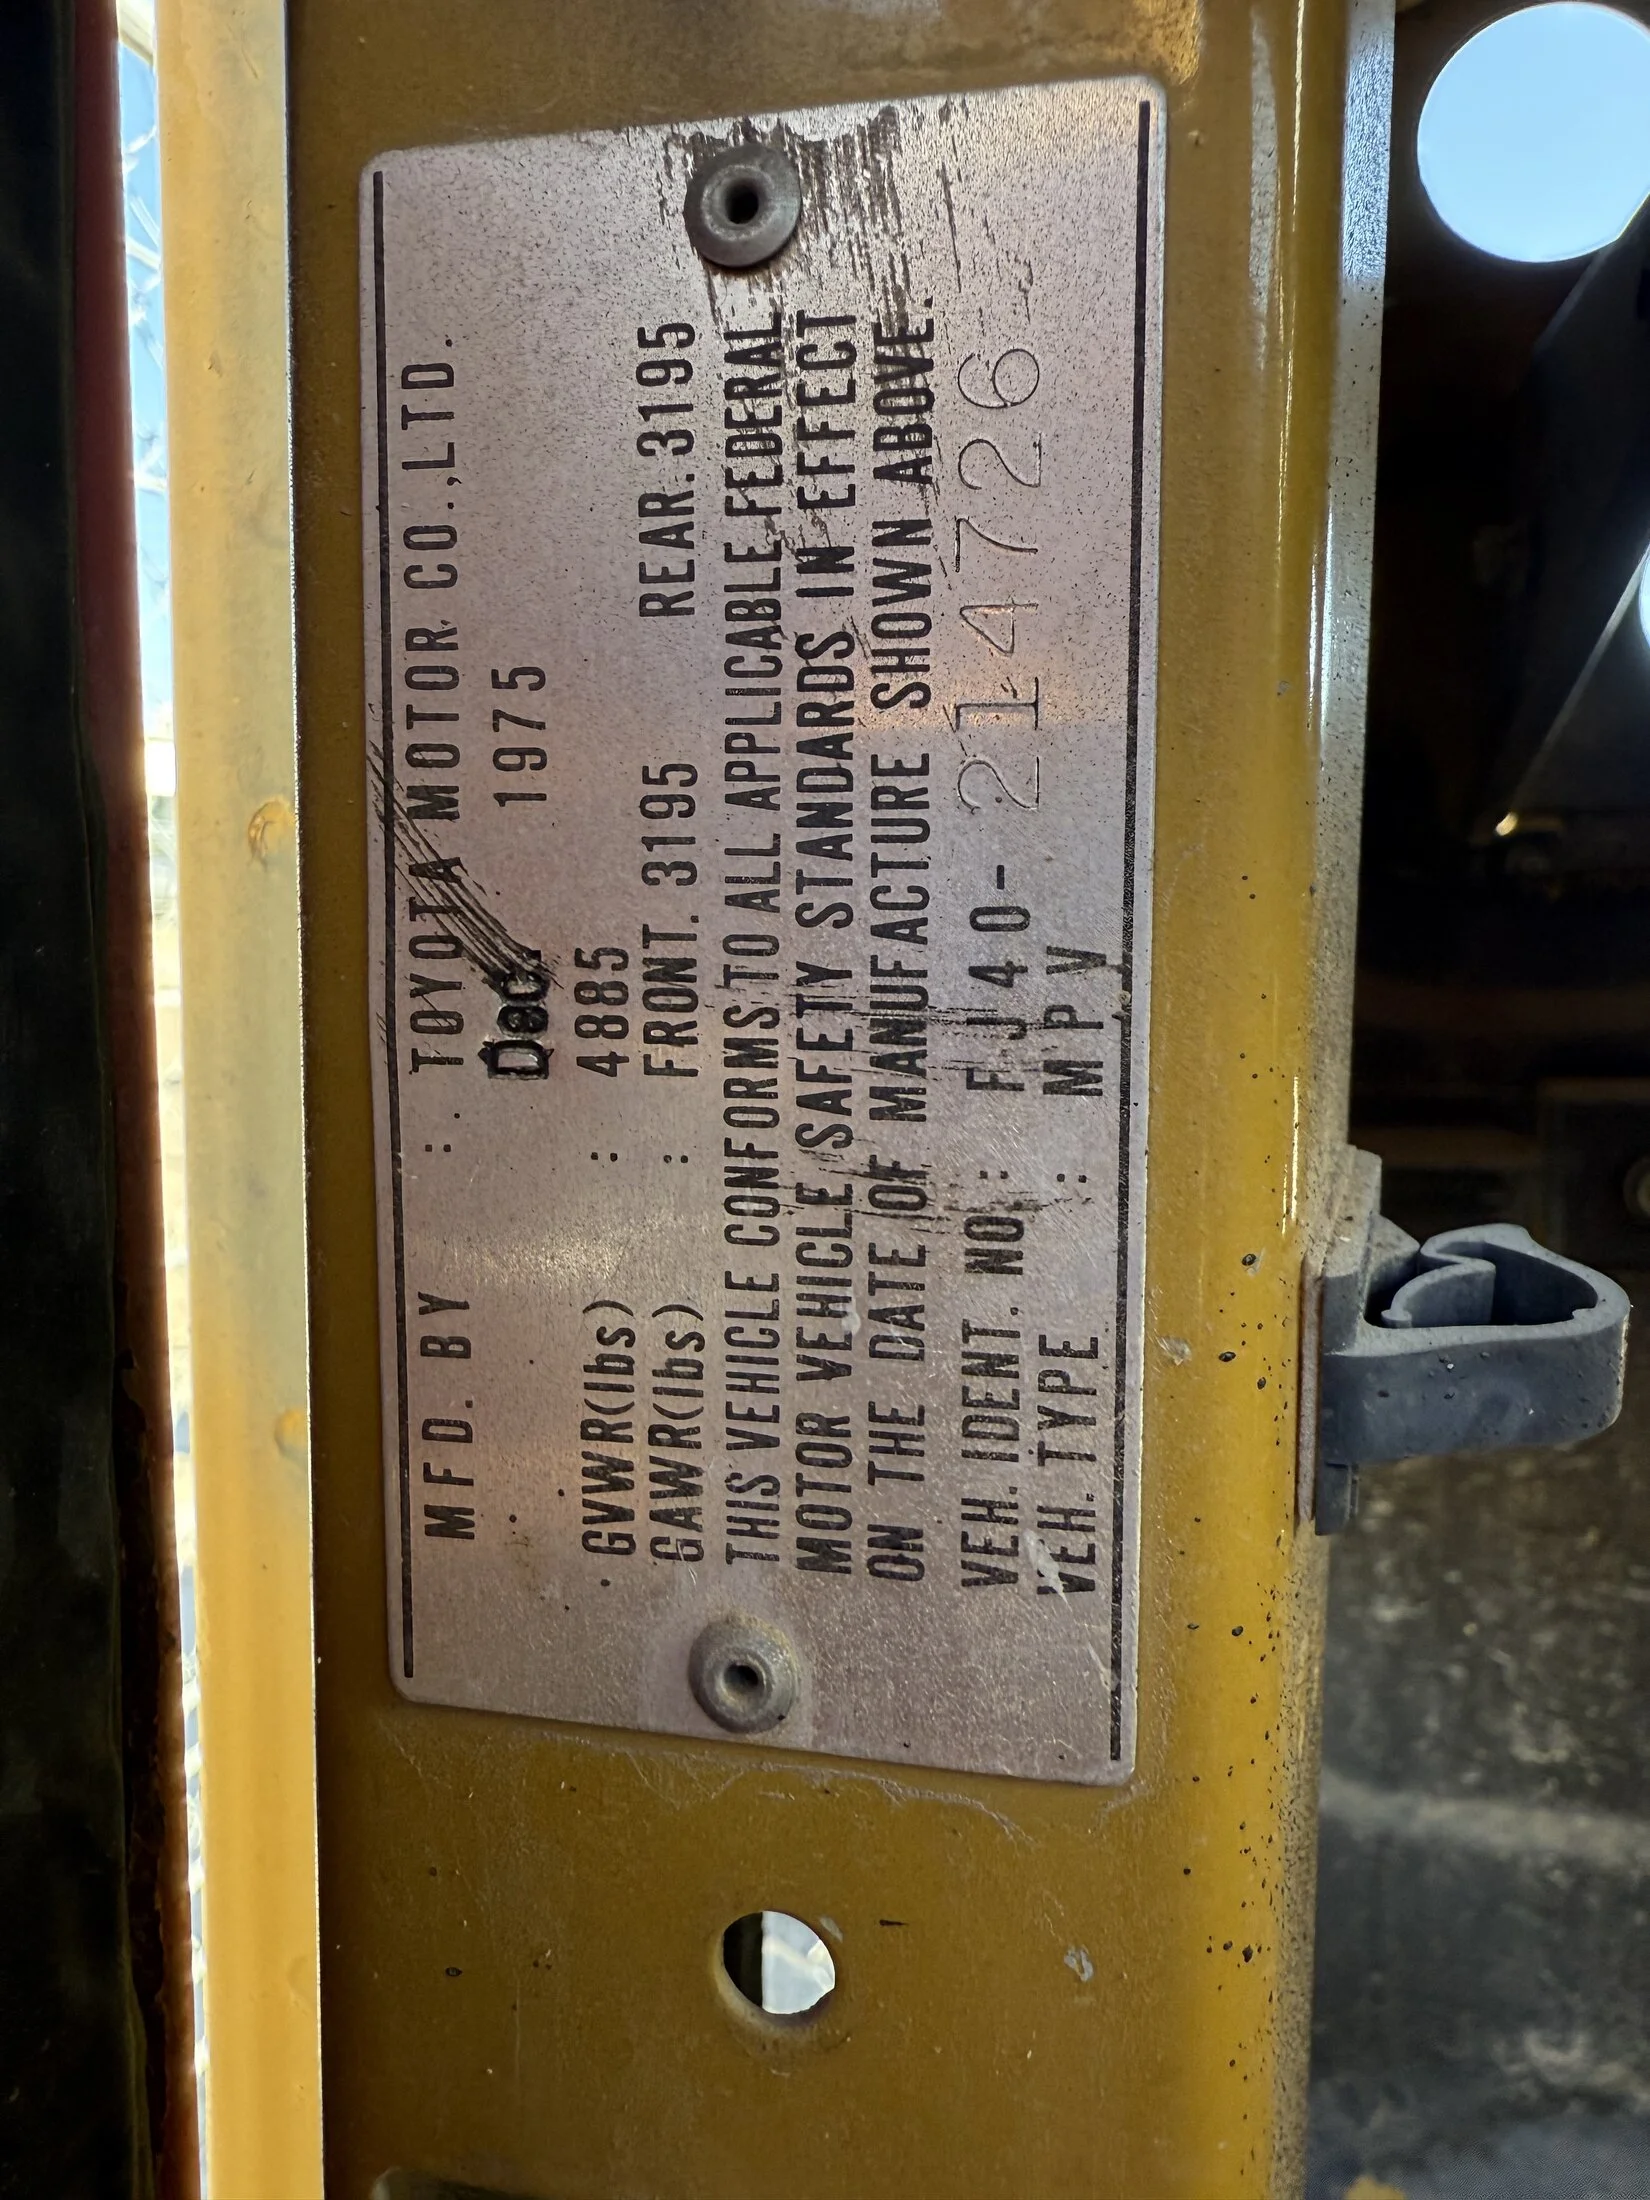 MFD. BY : TOYOTA MOTOR CO.,LTD.
Dec. 1975
GVWR(lbs) : 4885
GAWR(lbs) : FRONT. 3195 REAR. 3195
THIS VEHICLE CONFORMS TO ALL APPLICABLE FEDERAL
MOTOR VEHICLE SAFETY STANDARDS IN EFFECT
ON THE DATE OF MANUFACTURE SHOWN ABOVE.
VEH. IDENT. NO. : FJ40-214726
VEH. TYPE : MPV